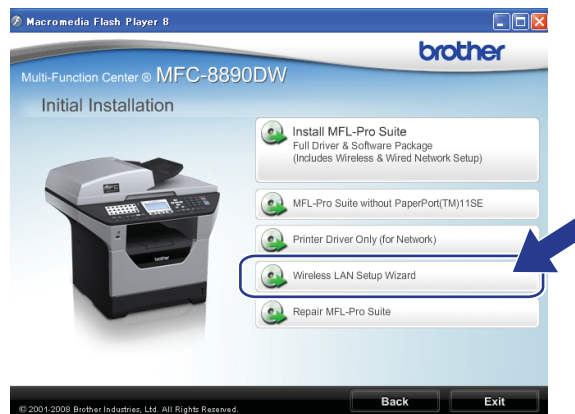 Macromedia Flash Player 8
brother
Multi-Function Center ® MFC-8890DW
Initial Installation
Install MFL-Pro Suite
Full Driver & Software Package
(Includes Wireless & Wired Network Setup)
MFL-Pro Suite without PaperPort(TM)11SE
Printer Driver Only (for Network)
Wireless LAN Setup Wizard
Repair MFL-Pro Suite
brother
© 2001-2008 Brother Industries, Ltd. All Rights Reserved.
Back
Exit